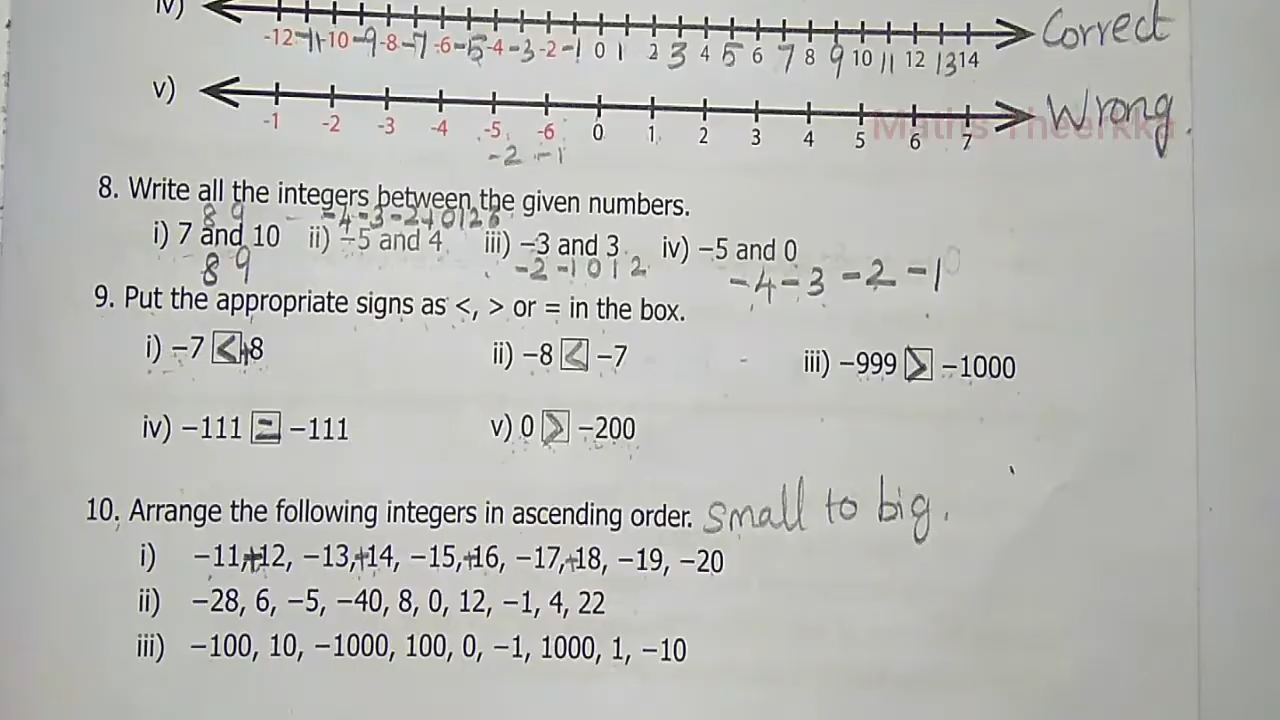 iv)
-12 -11 -10 -9 -8 -7 -6 -5 -4 -3 -2 -1 0 1 2 3 4 5 6 7 8 9 10 11 12 13 14 Correct
v)
-1 -2 -3 -4 -5 -6 0 1 2 3 4 5 6 7 Wrong.
-2 -1
8. Write all the integers between the given numbers.
8 9 -4 -3 -2 -1 0 1 2 3
i) 7 and 10 ii) −5 and 4 iii) −3 and 3 iv) −5 and 0
8 9 -2 -1 0 1 2 -4 -3 -2 -1 0
9. Put the appropriate signs as <, > or = in the box.
i) −7 < +8 ii) −8 < −7 iii) −999 > −1000
iv) −111 = −111 v) 0 > −200
10. Arrange the following integers in ascending order. small to big.
i) −11,+12, −13,+14, −15,+16, −17,+18, −19, −20
ii) −28, 6, −5, −40, 8, 0, 12, −1, 4, 22
iii) −100, 10, −1000, 100, 0, −1, 1000, 1, −10